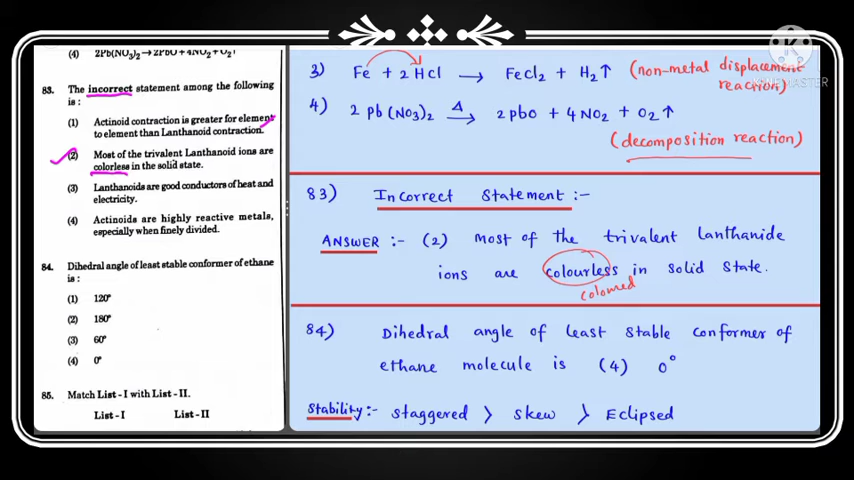 (4) 2Pb(NO₃)₂→2PbO+4NO₂+O₂↑
83. The incorrect statement among the following
is :
(1) Actinoid contraction is greater for element
to element than Lanthanoid contraction.
(2) Most of the trivalent Lanthanoid ions are
colorless in the solid state.
(3) Lanthanoids are good conductors of heat and
electricity.
(4) Actinoids are highly reactive metals,
especially when finely divided.
84. Dihedral angle of least stable conformer of ethane
is :
(1) 120°
(2) 180°
(3) 60°
(4) 0°
85. Match List - I with List - II.
List - I List - II
3) Fe + 2 HCl → FeCl₂ + H₂↑ (non-metal displacement
reaction)
4) 2 Pb(NO₃)₂ Δ→ 2 pbO + 4 NO₂ + O₂↑
(decomposition reaction)
83) Incorrect Statement :-
ANSWER :- (2) most of the trivalent lanthanide
ions are colourless in solid state.
coloured
84) Dihedral angle of least stable conformer of
ethane molecule is (4) 0°
Stability :- staggered > skew > Eclipsed